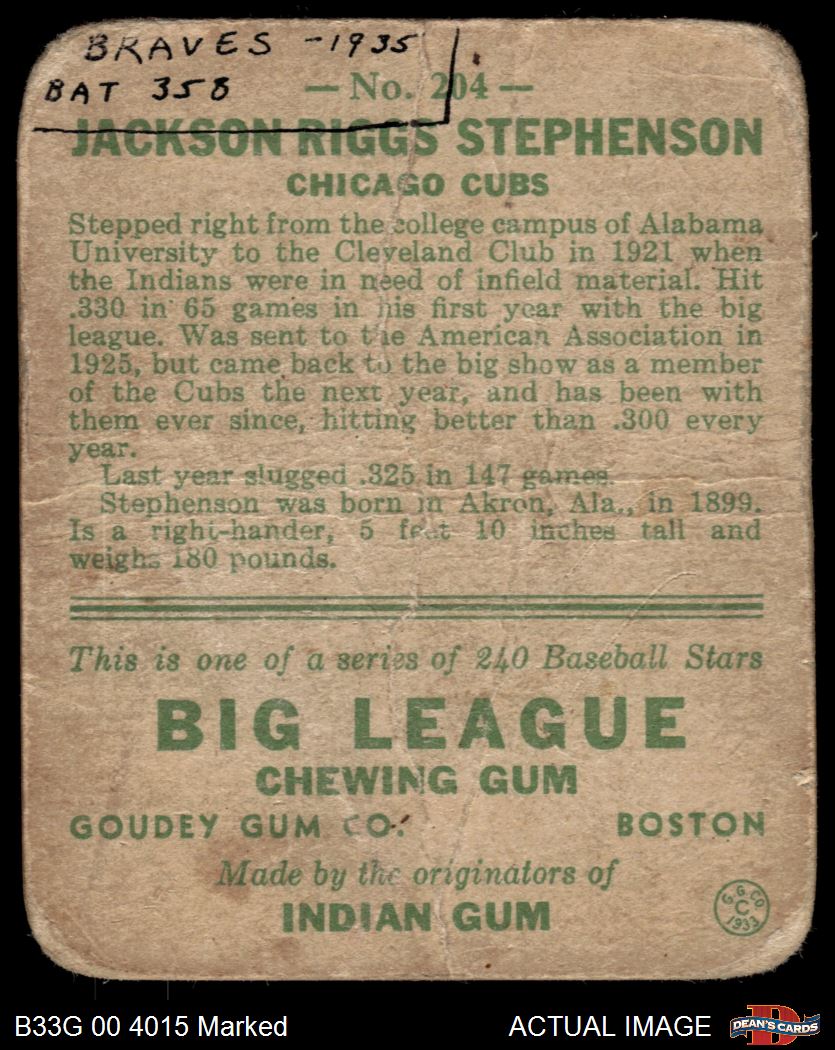 BRAVES - 1935
BAT 358
— No. 204 —
JACKSON RIGGS STEPHENSON
CHICAGO CUBS
Stepped right from the college campus of Alabama
University to the Cleveland Club in 1921 when
the Indians were in need of infield material. Hit
.330 in 65 games in his first year with the big
league. Was sent to the American Association in
1925, but came back to the big show as a member
of the Cubs the next year, and has been with
them ever since, hitting better than .300 every
year.
Last year slugged .325 in 147 games.
Stephenson was born in Akron, Ala., in 1899.
Is a right-hander, 5 feet 10 inches tall and
weighs 180 pounds.
This is one of a series of 240 Baseball Stars
BIG LEAGUE
CHEWING GUM
GOUDEY GUM CO. BOSTON
Made by the originators of
INDIAN GUM
G. G. CO.
C
1933
B33G 00 4015 Marked ACTUAL IMAGE D DEAN'S CARDS